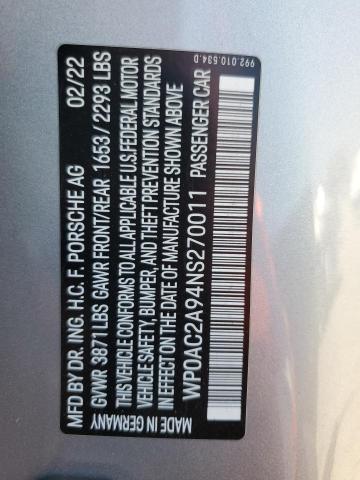 992.010.534.D
MFD BY DR. ING. H.C. F. PORSCHE AG 02/22
GVWR 3871 LBS GAWR FRONT/REAR 1653/2293 LBS
THIS VEHICLE CONFORMS TO ALL APPLICABLE U.S. FEDERAL MOTOR
VEHICLE SAFETY, BUMPER, AND THEFT PREVENTION STANDARDS
IN EFFECT ON THE DATE OF MANUFACTURE SHOWN ABOVE
WP0AC2A94NS270011 PASSENGER CAR
MADE IN GERMANY